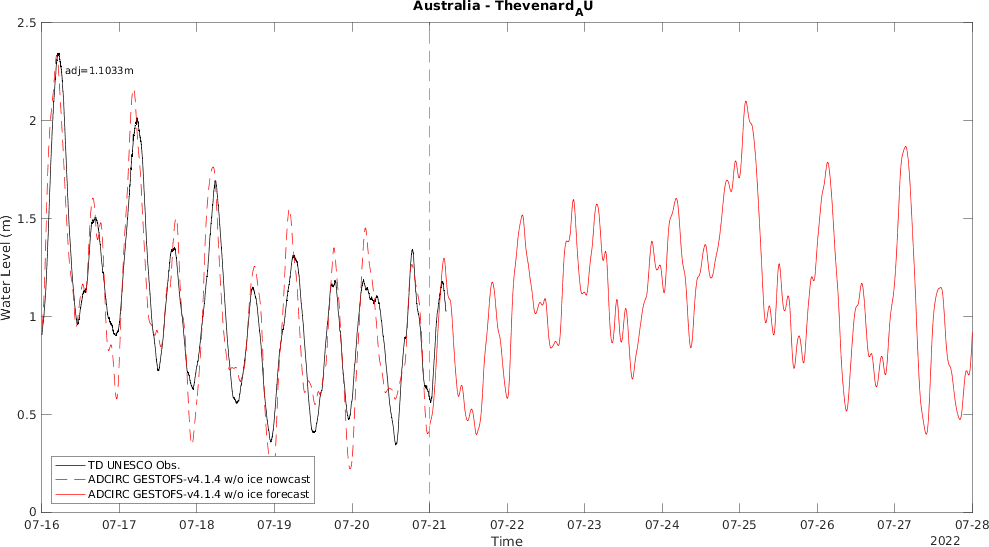 Australia - Thevenard_AU
adj=1.1033m
2.5
2
1.5
1
0.5
0
Water Level (m)
TD UNESCO Obs.
ADCIRC GESTOFS-v4.1.4 w/o ice nowcast
ADCIRC GESTOFS-v4.1.4 w/o ice forecast
07-16 07-17 07-18 07-19 07-20 07-21 07-22 07-23 07-24 07-25 07-26 07-27 07-28
Time
2022